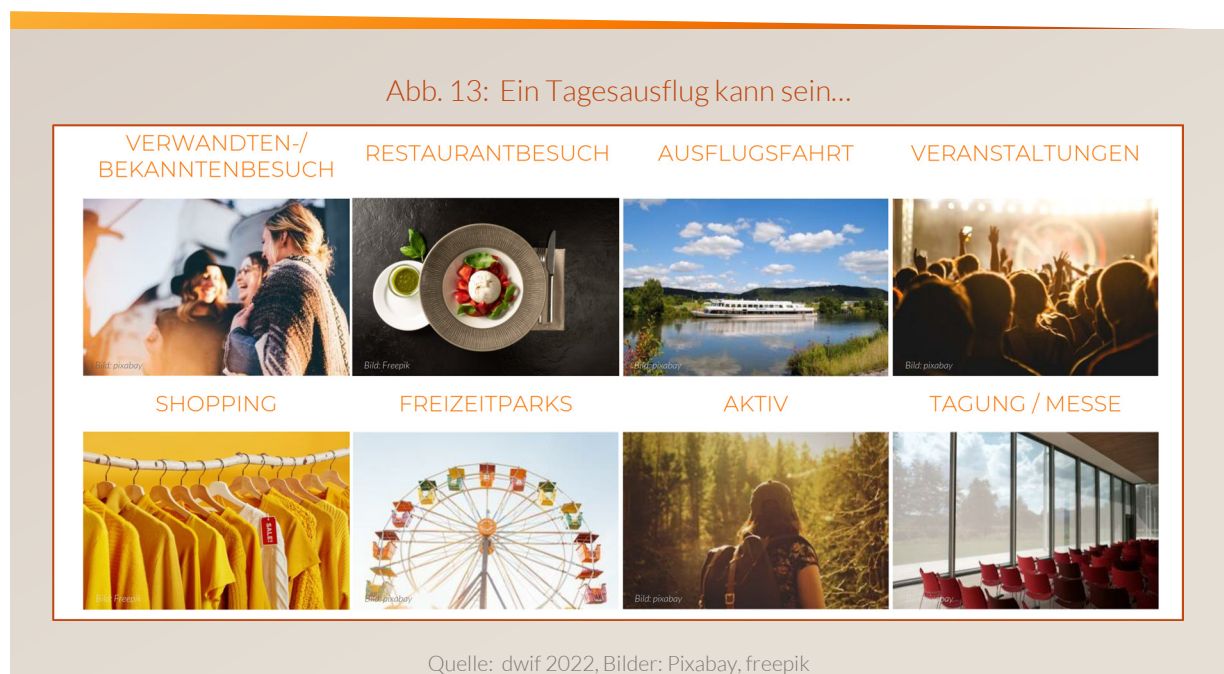 Abb. 13: Ein Tagesausflug kann sein...
VERWANDTEN-/
BEKANNTENBESUCH
RESTAURANTBESUCH
AUSFLUGSFAHRT
VERANSTALTUNGEN
Bild: pixabay
Bild: Freepik
Bild: pixabay
Bild: pixabay
SHOPPING
FREIZEITPARKS
AKTIV
TAGUNG / MESSE
SALE!
Bild: Freepik
Bild: pixabay
Bild: pixabay
Quelle: dwif 2022, Bilder: Pixabay, freepik